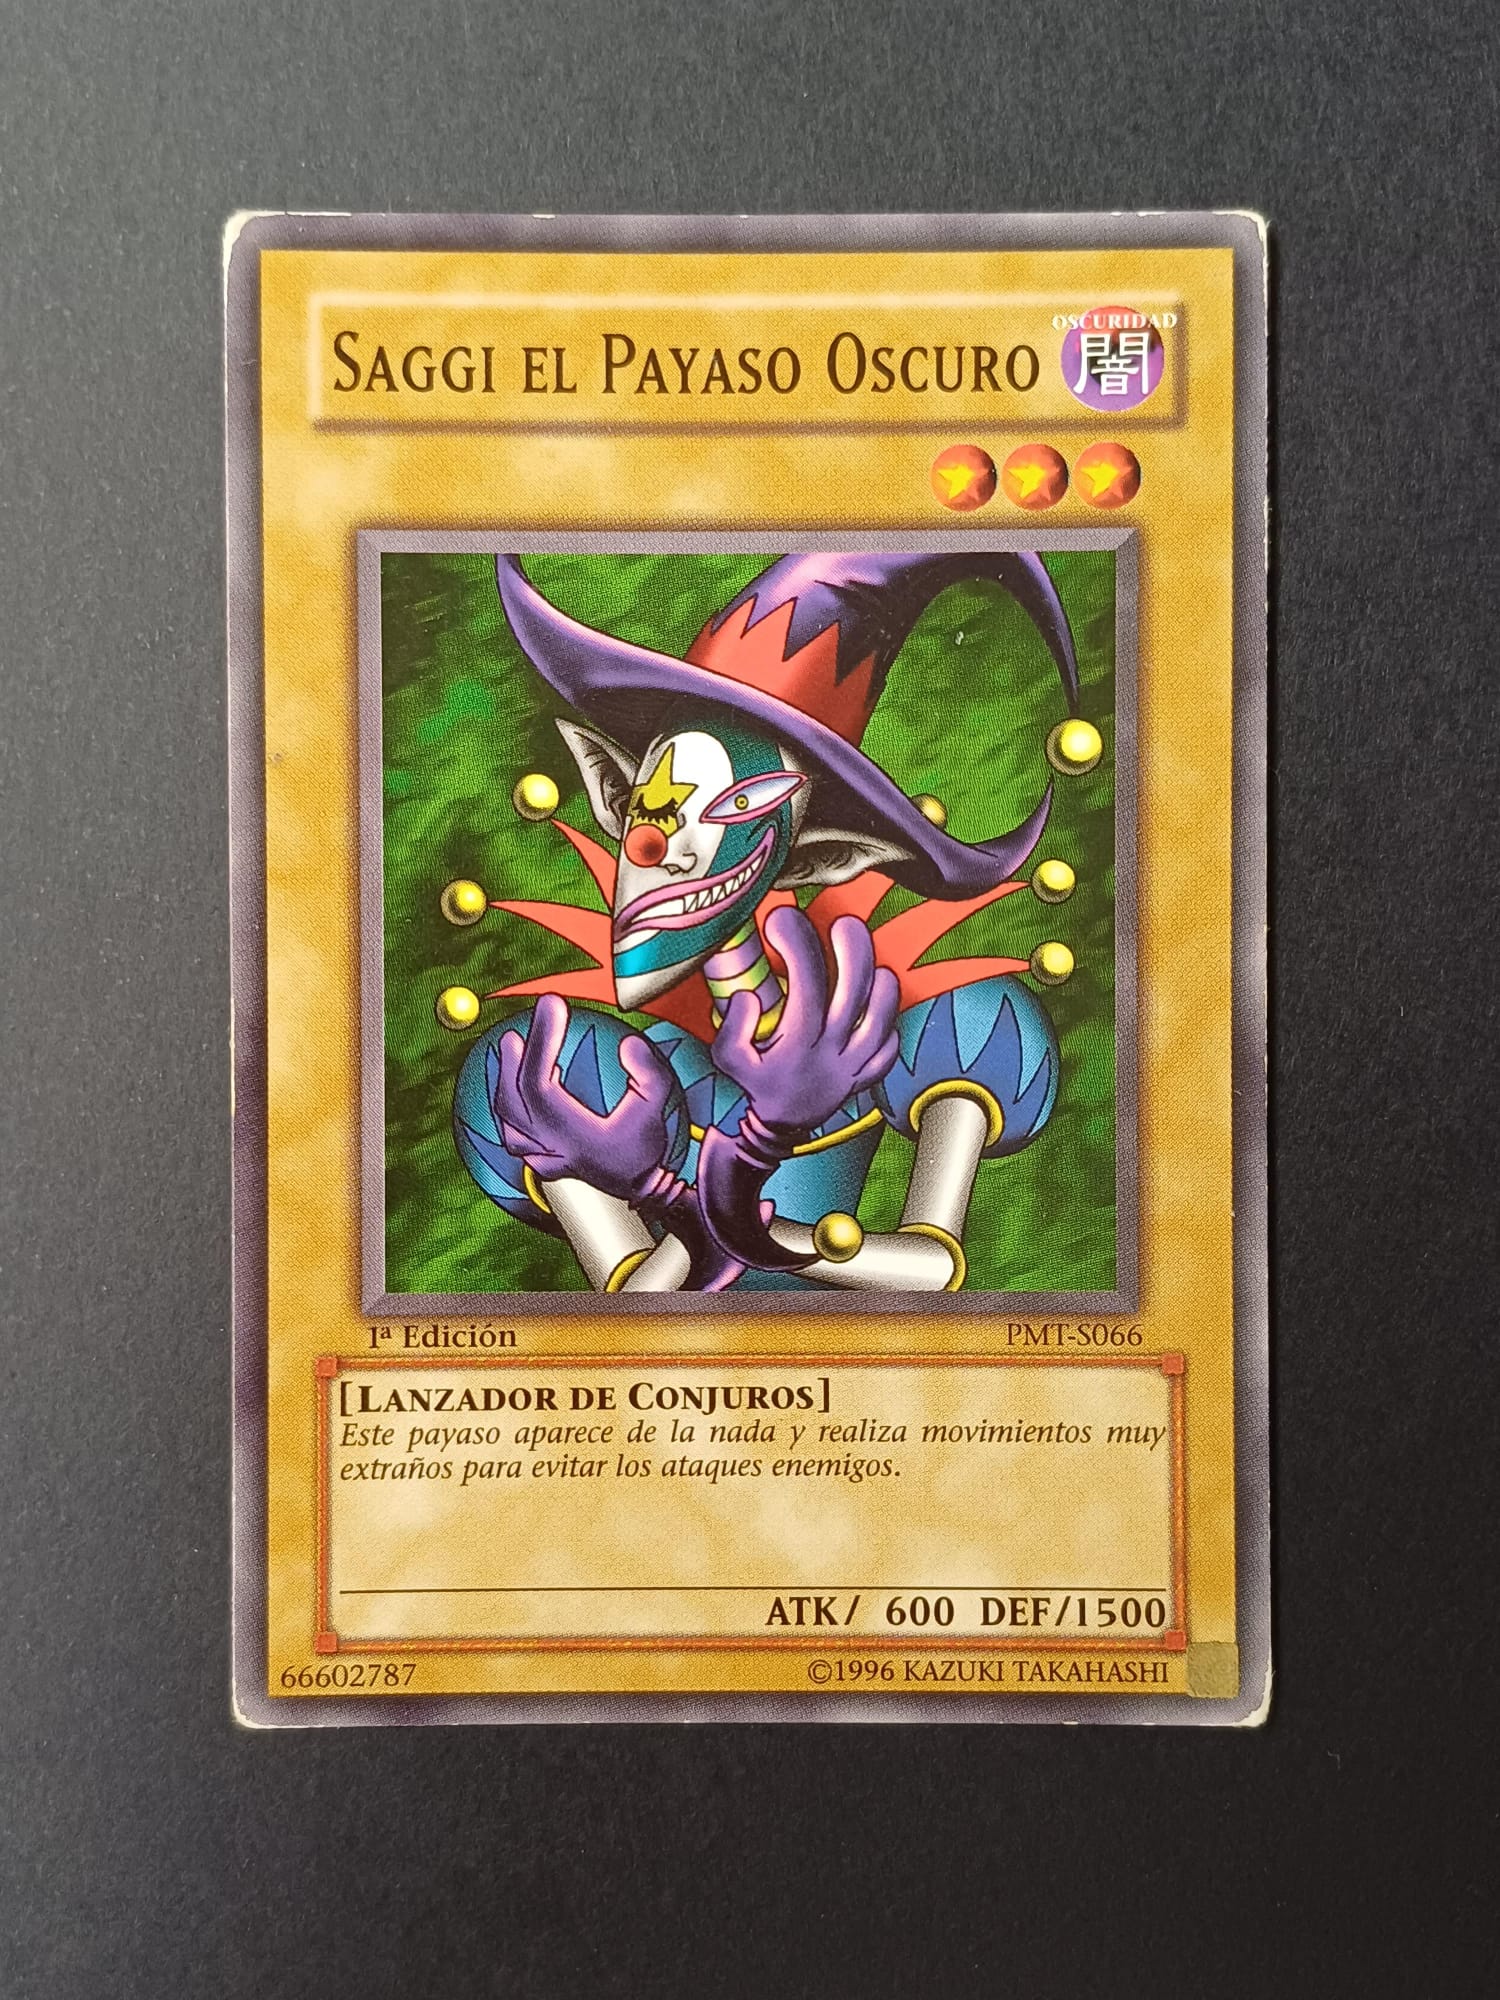 Saggi el Payaso Oscuro
OSCURIDAD
闇
1ª Edición
PMT-S066
[Lanzador de Conjuros]
Este payaso aparece de la nada y realiza movimientos muy
extraños para evitar los ataques enemigos.
ATK/ 600 DEF/1500
66602787
©1996 KAZUKI TAKAHASHI